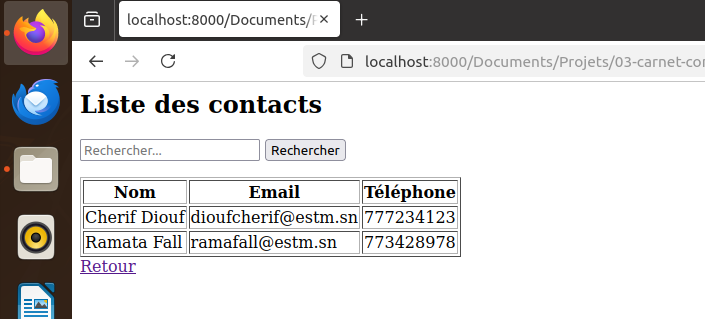 localhost:8000/Documents/P
localhost:8000/Documents/Projets/03-carnet-con
Liste des contacts
Rechercher... Rechercher
Nom Email Téléphone
Cherif Diouf dioufcherif@estm.sn 777234123
Ramata Fall ramafall@estm.sn 773428978
Retour